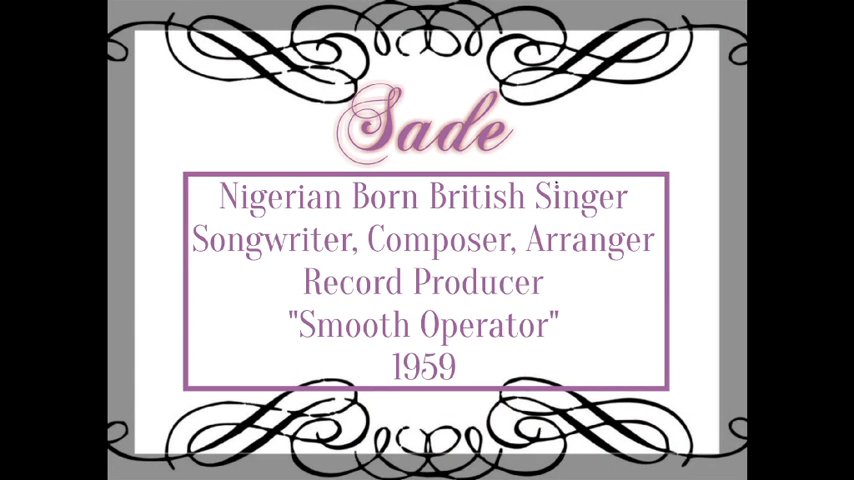 Sade
Nigerian Born British Singer
Songwriter, Composer, Arranger
Record Producer
"Smooth Operator"
1959